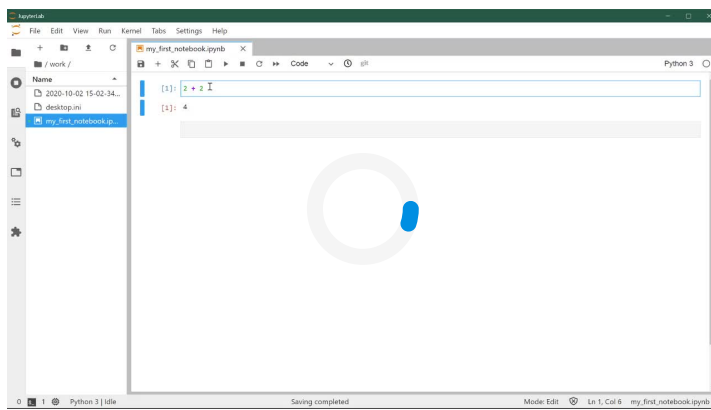 JupyterLab
File Edit View Run Kernel Tabs Settings Help
my_first_notebook.ipynb
/ work /
Code
Python 3
Name
2020-10-02 15-02-34...
desktop.ini
my_first_notebook.ip...
[1]: 2 + 2
[1]: 4
0 1 Python 3 | Idle
Saving completed
Mode: Edit Ln 1, Col 6 my_first_notebook.ipynb